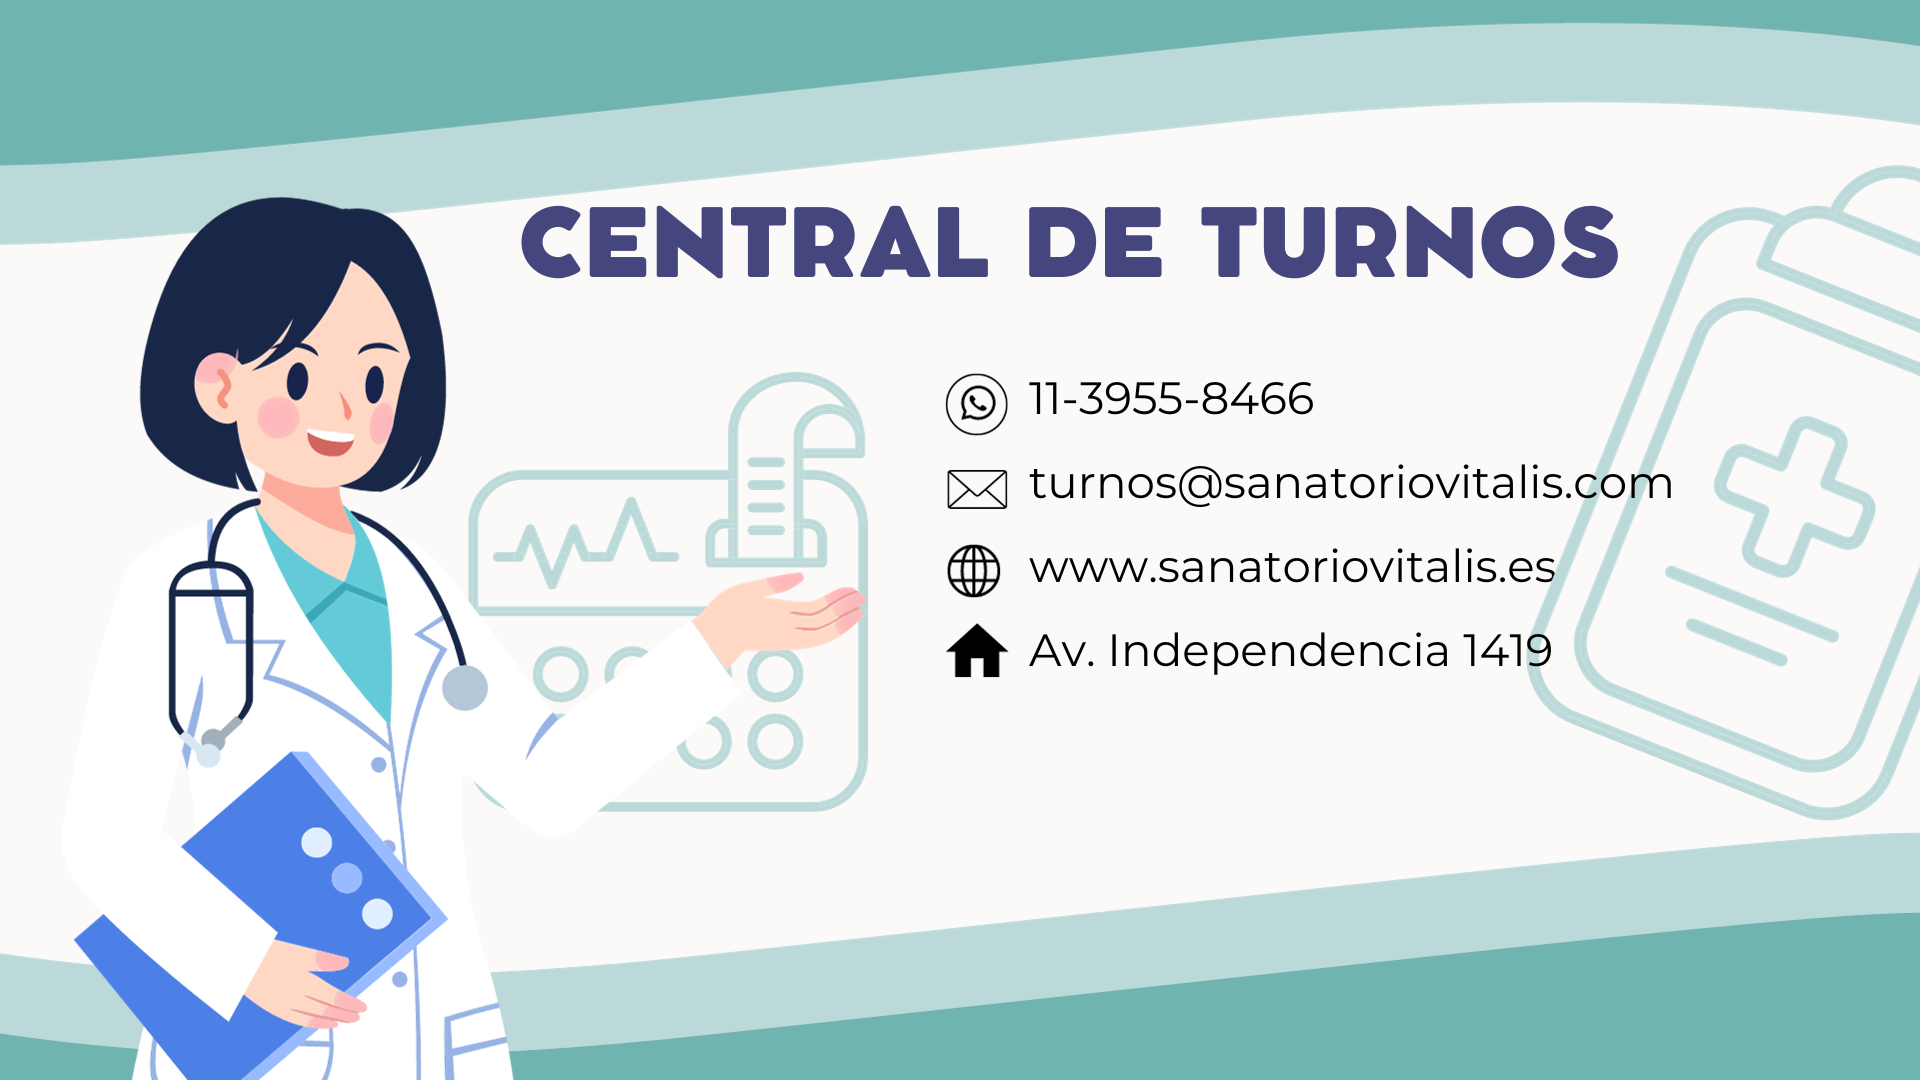 CENTRAL DE TURNOS
11-3955-8466
turnos@sanatoriovitalis.com
www.sanatoriovitalis.es
Av. Independencia 1419